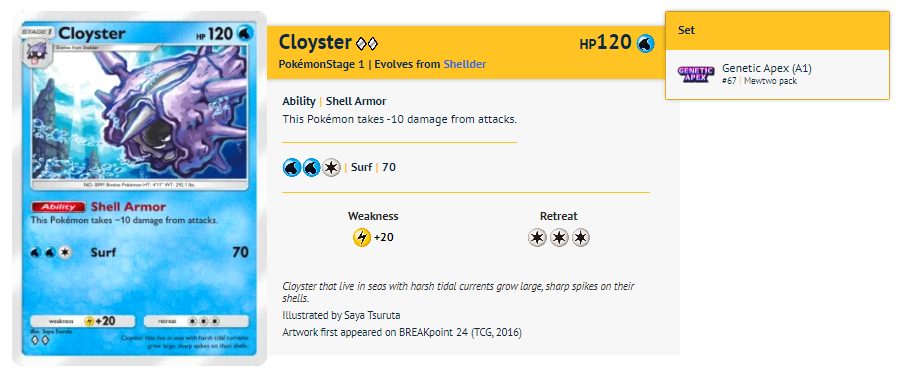 STAGE 1 Cloyster HP 120
Evolves from Shellder
NO. 0091 Bivalve Pokémon HT: 4'11" WT: 292.1 lbs.
Ability Shell Armor
This Pokémon takes -10 damage from attacks.
Surf 70
weakness +20 retreat
Illus. Saya Tsuruta
Cloyster that live in seas with harsh tidal currents
grow large, sharp spikes on their shells.
Cloyster HP120
PokémonStage 1 | Evolves from Shellder
Ability | Shell Armor
This Pokémon takes -10 damage from attacks.
| Surf | 70
Weakness Retreat
+20
Cloyster that live in seas with harsh tidal currents grow large, sharp spikes on their
shells.
Illustrated by Saya Tsuruta
Artwork first appeared on BREAKpoint 24 (TCG, 2016)
Set
GENETIC
APEX
Genetic Apex (A1)
#67 | Mewtwo pack